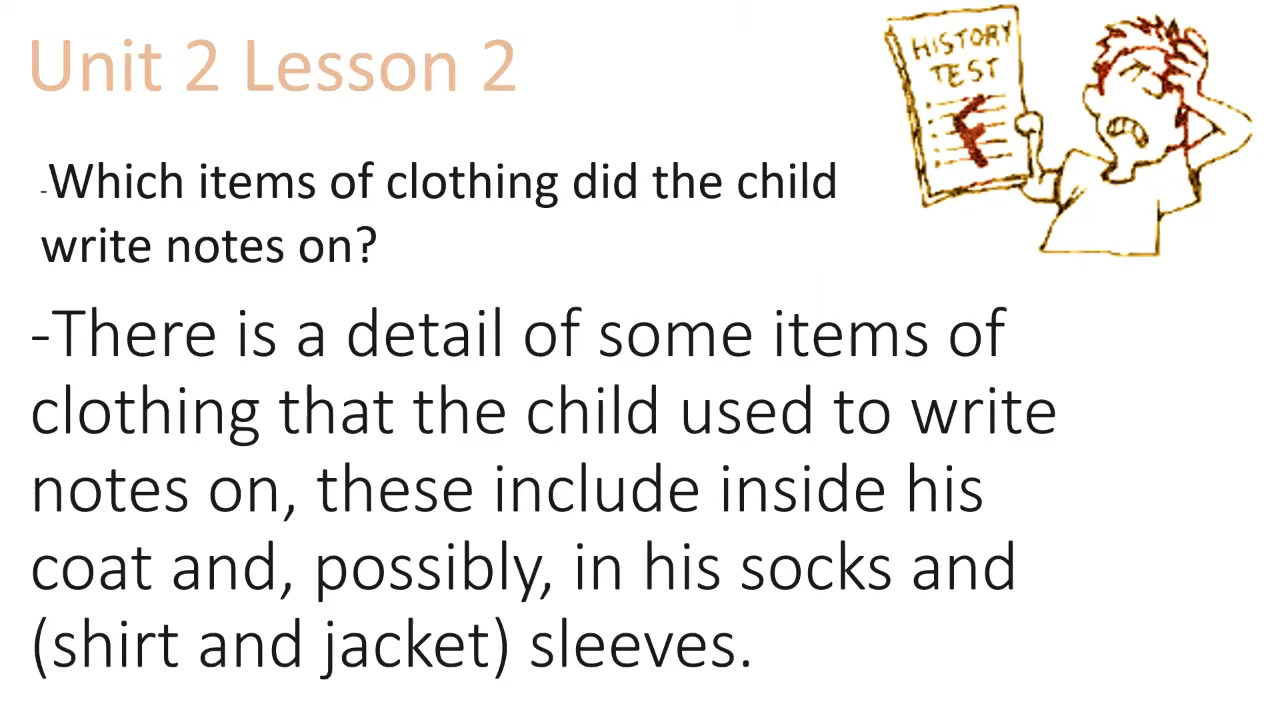 Unit 2 Lesson 2
HISTORY
TEST
F
-Which items of clothing did the child
write notes on?
-There is a detail of some items of
clothing that the child used to write
notes on, these include inside his
coat and, possibly, in his socks and
(shirt and jacket) sleeves.